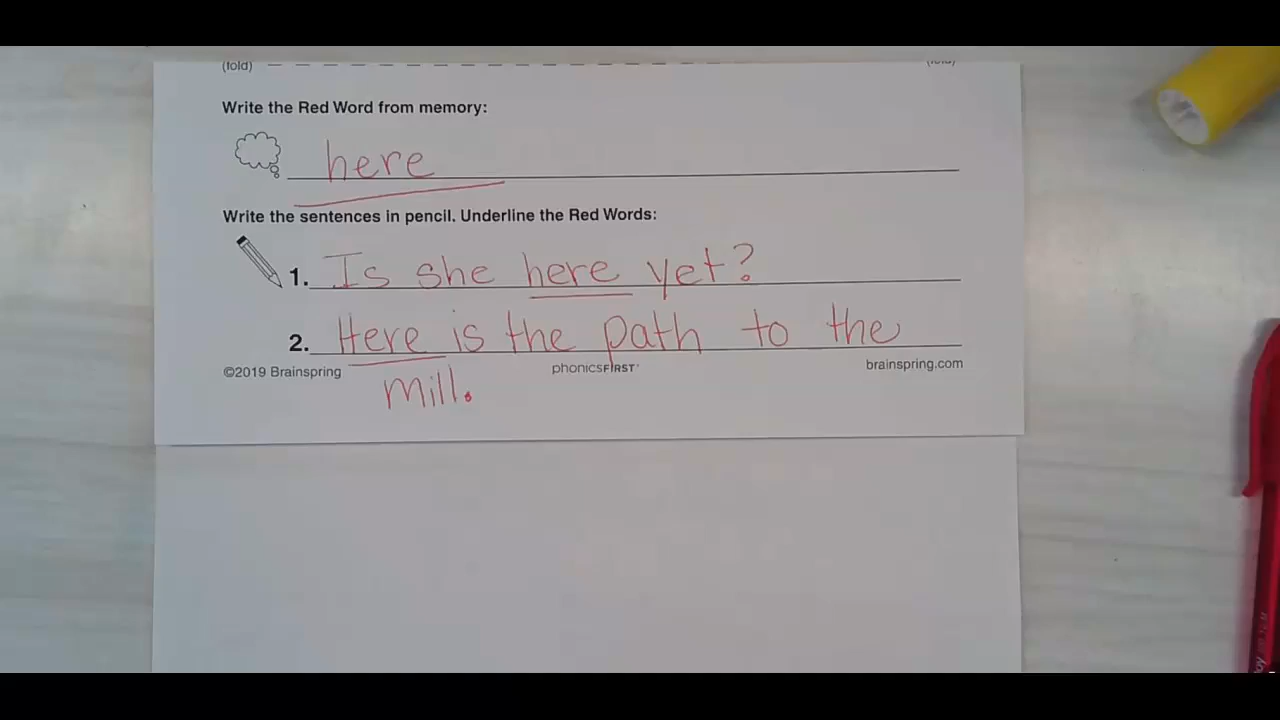 (fold) (fold)
Write the Red Word from memory:
here
Write the sentences in pencil. Underline the Red Words:
1. Is she here yet?
2. Here is the path to the
©2019 Brainspring phonicsFIRST brainspring.com
mill.